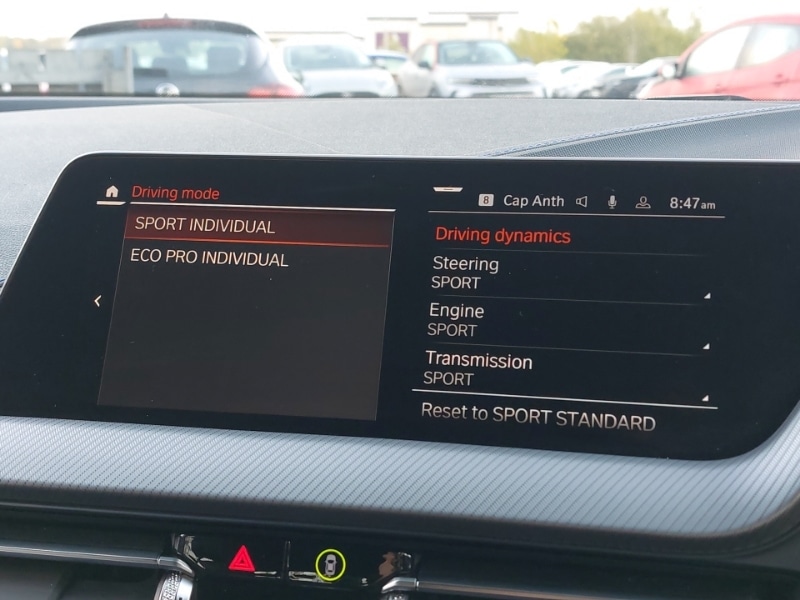 Driving mode
SPORT INDIVIDUAL
ECO PRO INDIVIDUAL
8 Cap Anth 8:47am
Driving dynamics
Steering
SPORT
Engine
SPORT
Transmission
SPORT
Reset to SPORT STANDARD